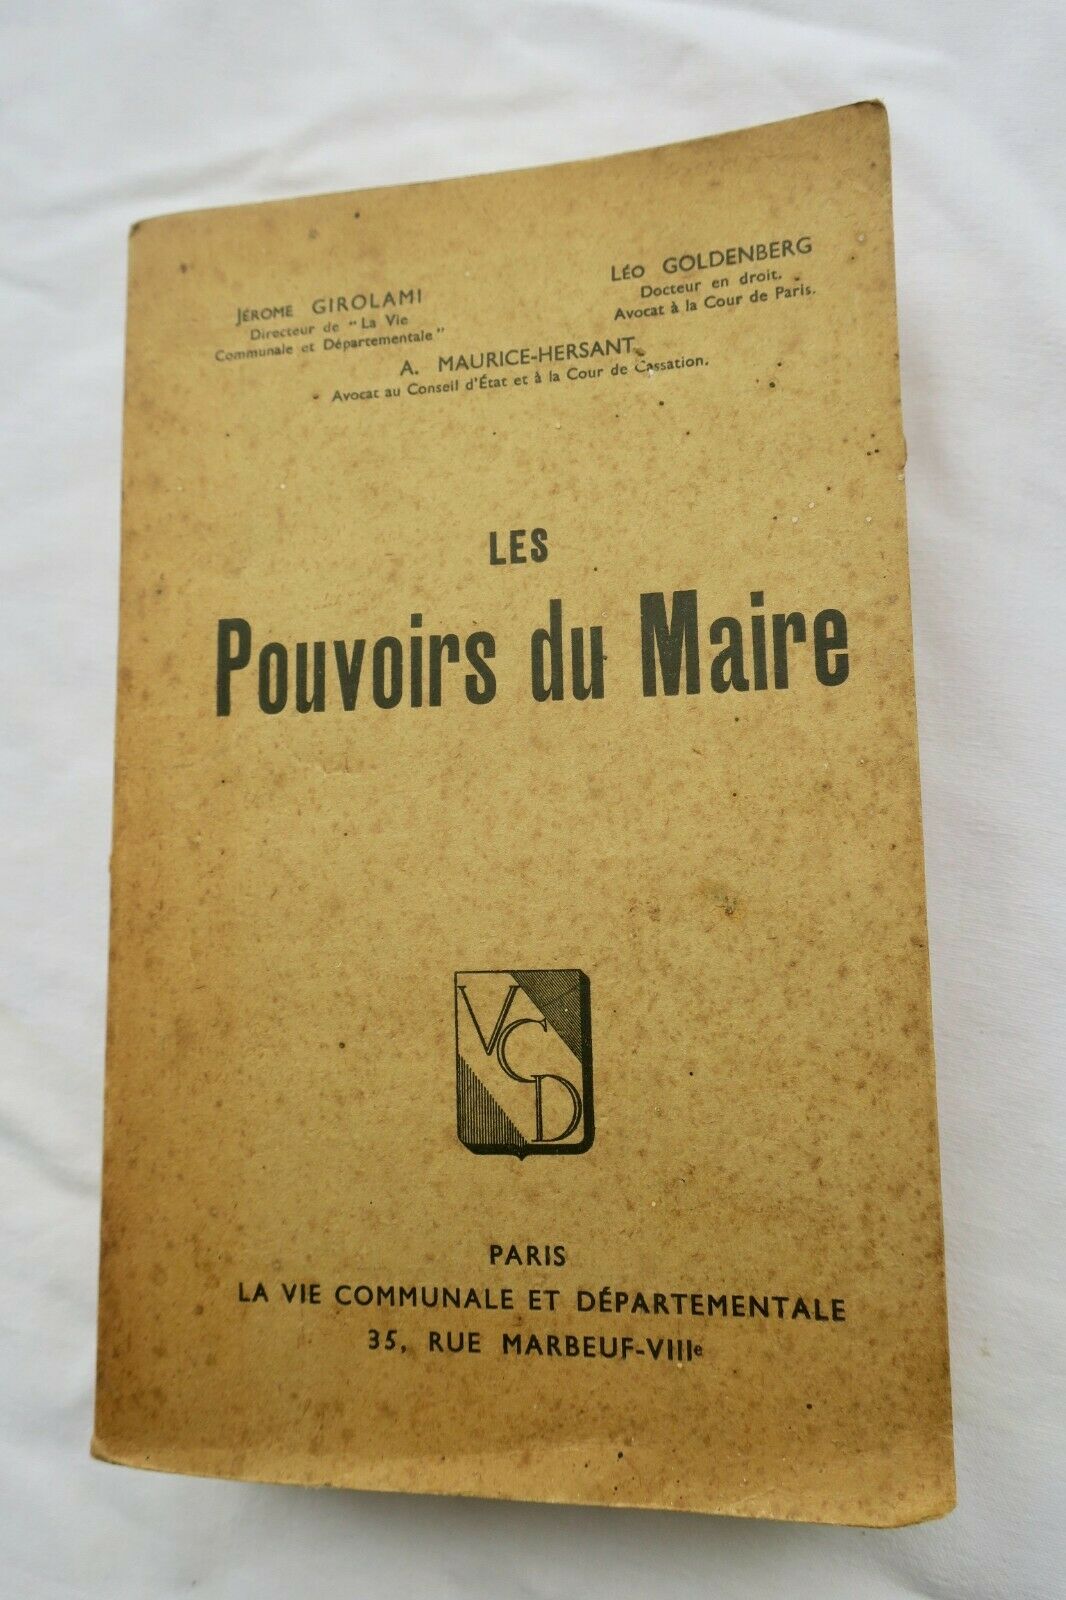 JÉROME GIROLAMI
Directeur de "La Vie
Communale et Départementale"
LÉO GOLDENBERG
Docteur en droit,
Avocat à la Cour de Paris.
A. MAURICE-HERSANT
Avocat au Conseil d'État et à la Cour de Cassation.
LES
Pouvoirs du Maire
VCD
PARIS
LA VIE COMMUNALE ET DÉPARTEMENTALE
35, RUE MARBEUF-VIIIe